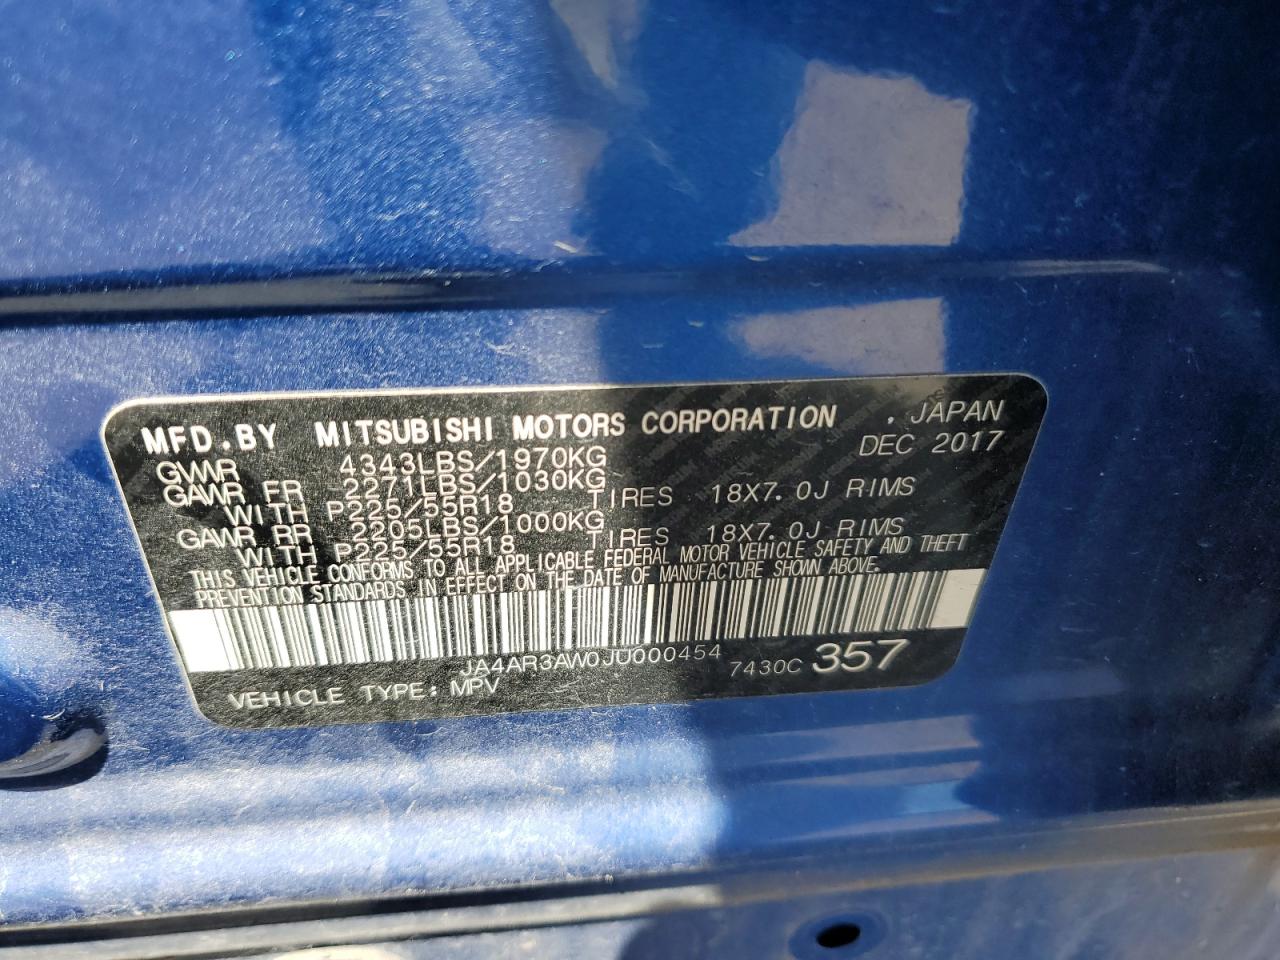 MFD.BY MITSUBISHI MOTORS CORPORATION , JAPAN
DEC 2017
GVWR 4343LBS/1970KG
GAWR FR 2271LBS/1030KG
WITH P225/55R18 TIRES 18X7.0J RIMS
GAWR RR 2205LBS/1000KG
WITH P225/55R18 TIRES 18X7.0J RIMS
THIS VEHICLE CONFORMS TO ALL APPLICABLE FEDERAL MOTOR VEHICLE SAFETY AND THEFT
PREVENTION STANDARDS IN EFFECT ON THE DATE OF MANUFACTURE SHOWN ABOVE.
JA4AR3AW0JU000454
VEHICLE TYPE: MPV 7430C 357